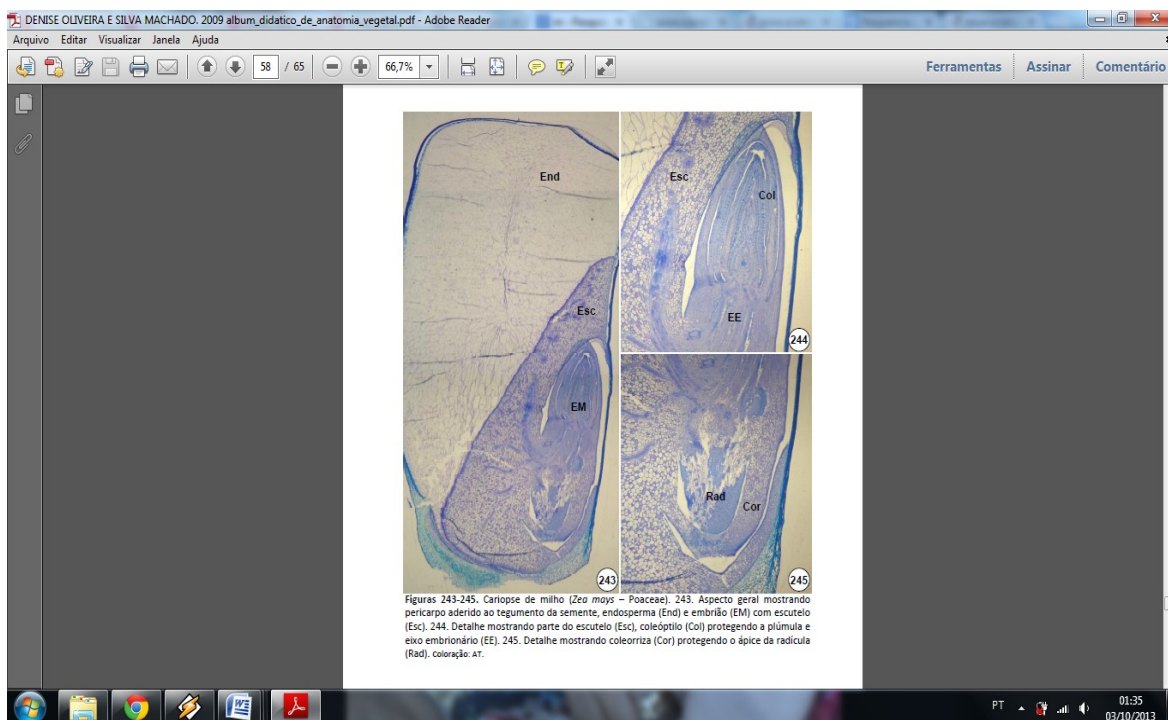 DENISE OLIVEIRA E SILVA MACHADO. 2009 album_didatico_de_anatomia_vegetal.pdf - Adobe Reader
Arquivo Editar Visualizar Janela Ajuda
58 / 65 66,7% Ferramentas Assinar Comentário
End
Esc
EM
243
Esc
Col
EE
244
Rad
Cor
245
Figuras 243-245. Cariopse de milho (Zea mays – Poaceae). 243. Aspecto geral mostrando
pericarpo aderido ao tegumento da semente, endosperma (End) e embrião (EM) com escutelo
(Esc). 244. Detalhe mostrando parte do escutelo (Esc), coleóptilo (Col) protegendo a plúmula e
eixo embrionário (EE). 245. Detalhe mostrando coleorriza (Cor) protegendo o ápice da radícula
(Rad). Coloração: AT.
PT 01:35
03/10/2013